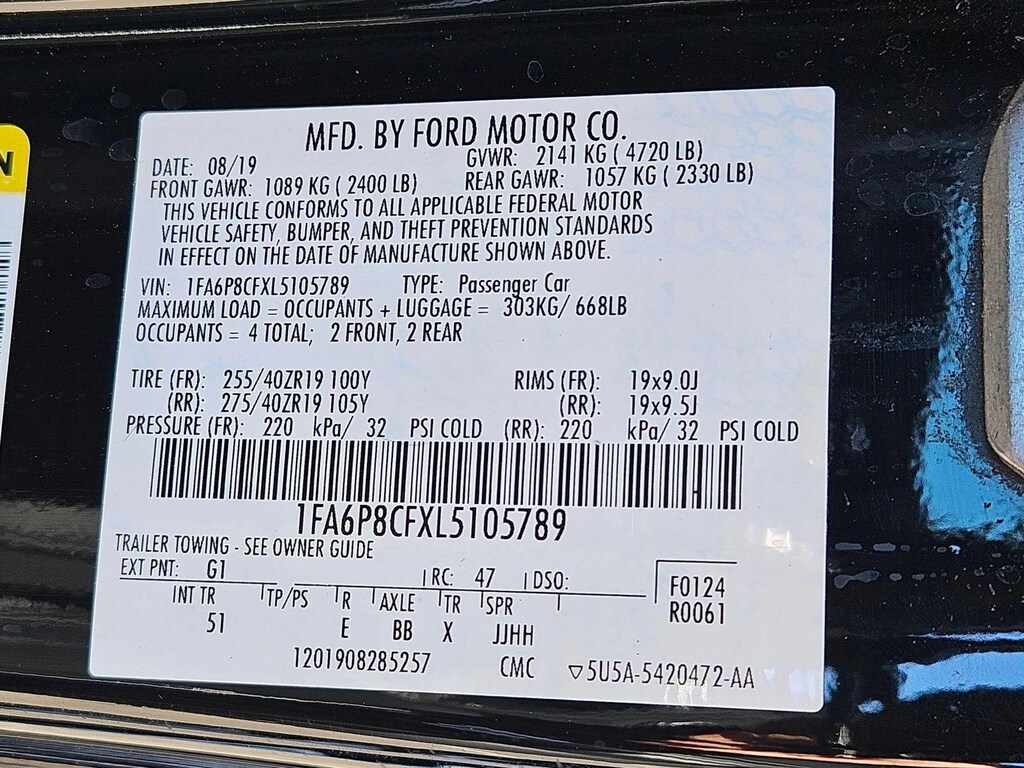 N
MFD. BY FORD MOTOR CO.
DATE: 08/19 GVWR: 2141 KG ( 4720 LB)
FRONT GAWR: 1089 KG ( 2400 LB) REAR GAWR: 1057 KG ( 2330 LB)
THIS VEHICLE CONFORMS TO ALL APPLICABLE FEDERAL MOTOR
VEHICLE SAFETY, BUMPER, AND THEFT PREVENTION STANDARDS
IN EFFECT ON THE DATE OF MANUFACTURE SHOWN ABOVE.
VIN: 1FA6P8CFXL5105789 TYPE: Passenger Car
MAXIMUM LOAD = OCCUPANTS + LUGGAGE = 303KG/ 668LB
OCCUPANTS = 4 TOTAL; 2 FRONT, 2 REAR
TIRE (FR): 255/40ZR19 100Y RIMS (FR): 19x9.0J
(RR): 275/40ZR19 105Y (RR): 19x9.5J
PRESSURE (FR): 220 kPa/ 32 PSI COLD (RR): 220 kPa/ 32 PSI COLD
1FA6P8CFXL5105789
TRAILER TOWING - SEE OWNER GUIDE
EXT PNT: G1 RC: 47 DSO: F0124
INT TR TP/PS R AXLE TR SPR R0061
51 E BB X JJHH
1201908285257 CMC ▽5U5A-5420472-AA